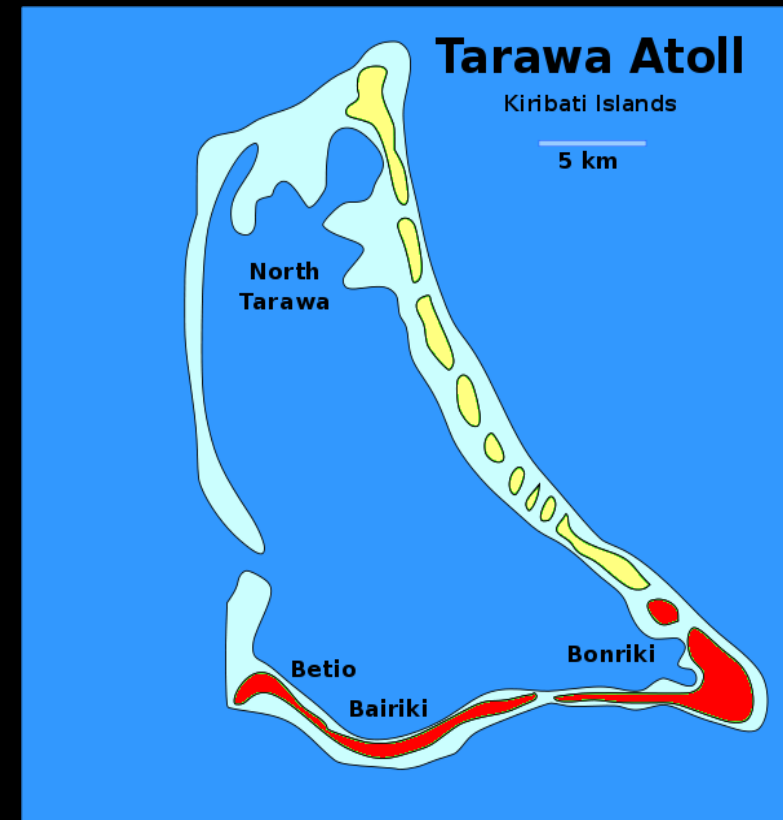 Tarawa Atoll
Kiribati Islands
5 km
North
Tarawa
Bonriki
Betio
Bairiki